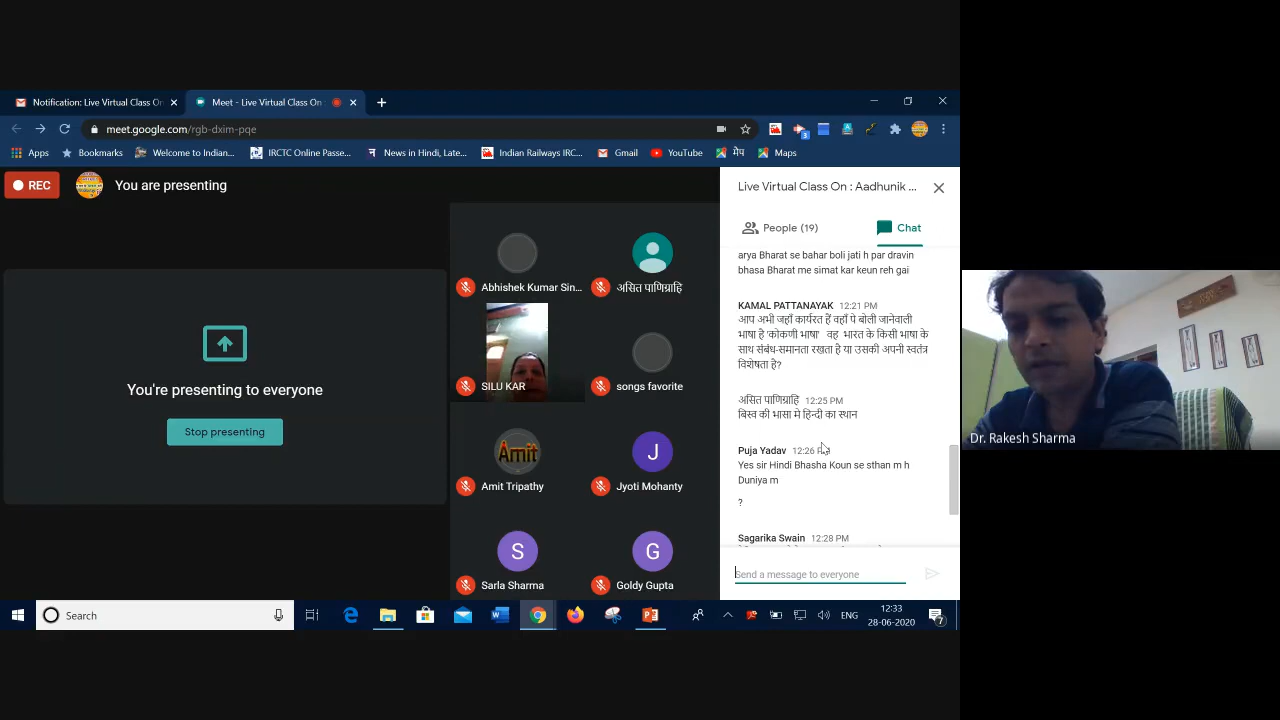 Notification: Live Virtual Class On
Meet - Live Virtual Class On
meet.google.com/rgb-dxim-pqe
3
Apps
Bookmarks
Welcome to Indian...
IRCTC Online Passe...
News in Hindi, Late...
Indian Railways IRC...
Gmail
YouTube
मेप
Maps
REC
You are presenting
You're presenting to everyone
Stop presenting
Abhishek Kumar Sin...
असित पाणिग्राहि
SILU KAR
songs favorite
Amit
Amit Tripathy
J
Jyoti Mohanty
S
Sarla Sharma
G
Goldy Gupta
Live Virtual Class On : Aadhunik ...
People (19)
Chat
arya Bharat se bahar boli jati h par dravin
bhasa Bharat me simat kar keun reh gai
KAMAL PATTANAYAK 12:21 PM
आप अभी जहाँ कार्यरत हैं वहाँ पे बोली जानेवाली
भाषा है 'कोकणी भाषा' वह भारत के किसी भाषा के
साथ संबंध-समानता रखता है या उसकी अपनी स्वतंत्र
विशेषता है?
असित पाणिग्राहि 12:25 PM
बिस्व की भासा मे हिन्दी का स्थान
Puja Yadav 12:26 PM
Yes sir Hindi Bhasha Koun se sthan m h
Duniya m
?
Sagarika Swain 12:28 PM
Send a message to everyone
Dr. Rakesh Sharma
Search
ENG
12:33
28-06-2020
7